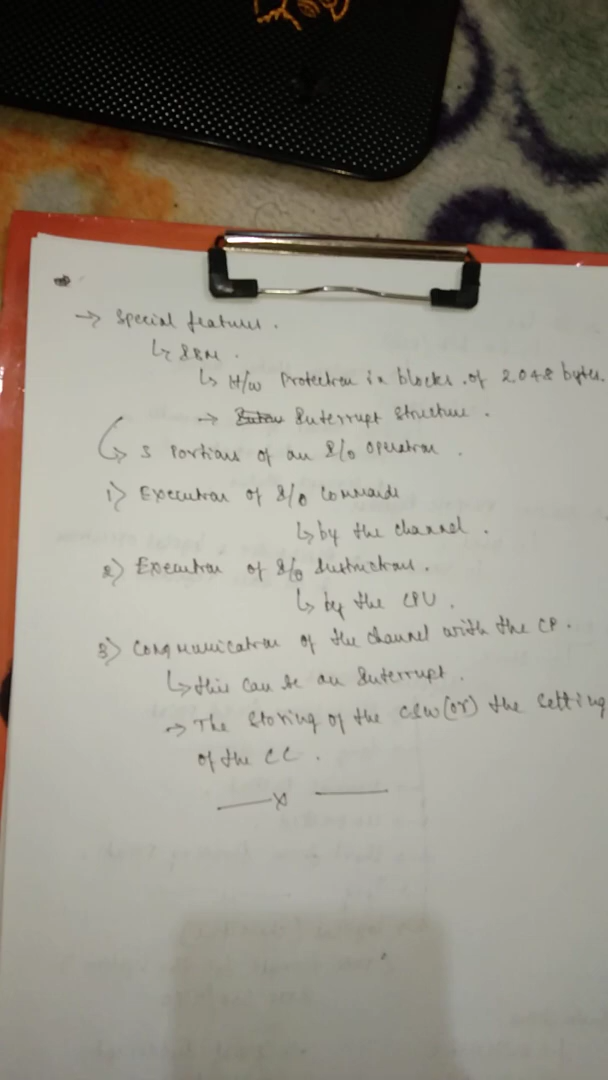 → Special features.
↳ IBM.
↳ H/W Protection in blocks of 2048 bytes.
→ Interrupt Structure.
↳ 3 Portions of an I/O Operation.
1) Execution of I/O Commands
↳ by the channel.
2) Execution of I/O Instructions.
↳ by the CPU.
3) Communication of the channel with the CP.
↳ this can be an Interrupt.
→ The Storing of the CSW (or) the Setting
of the CC.
—x —